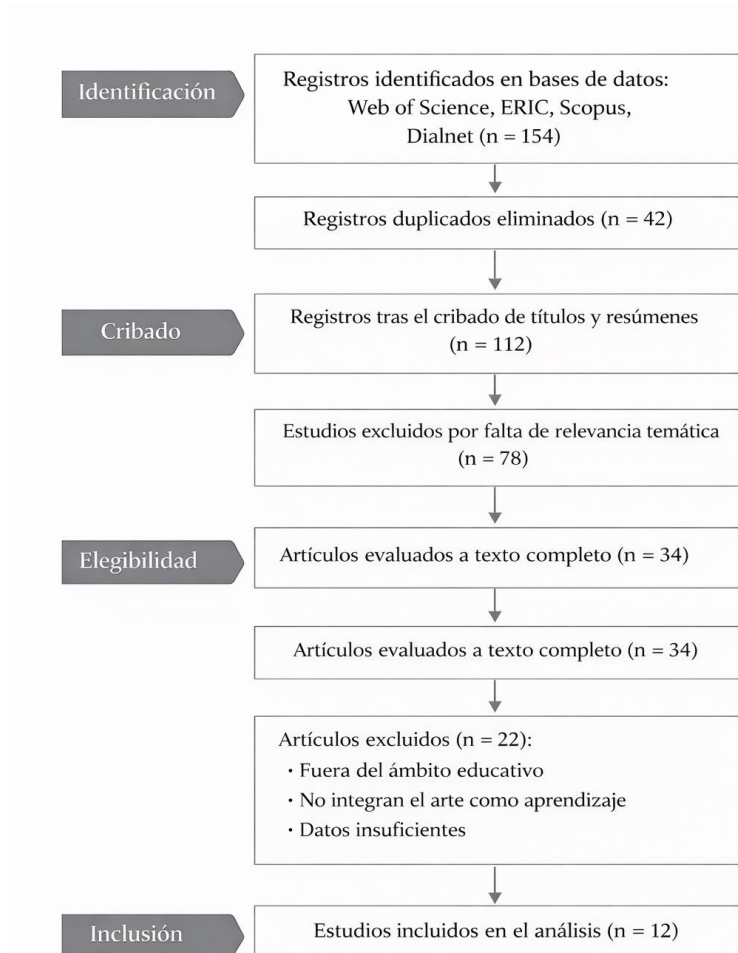 Identificación
Registros identificados en bases de datos:
Web of Science, ERIC, Scopus,
Dialnet (n = 154)
Registros duplicados eliminados (n = 42)
Cribado
Registros tras el cribado de títulos y resúmenes
(n = 112)
Estudios excluidos por falta de relevancia temática
(n = 78)
Elegibilidad
Artículos evaluados a texto completo (n = 34)
Artículos evaluados a texto completo (n = 34)
Artículos excluidos (n = 22):
· Fuera del ámbito educativo
· No integran el arte como aprendizaje
· Datos insuficientes
Inclusión
Estudios incluidos en el análisis (n = 12)